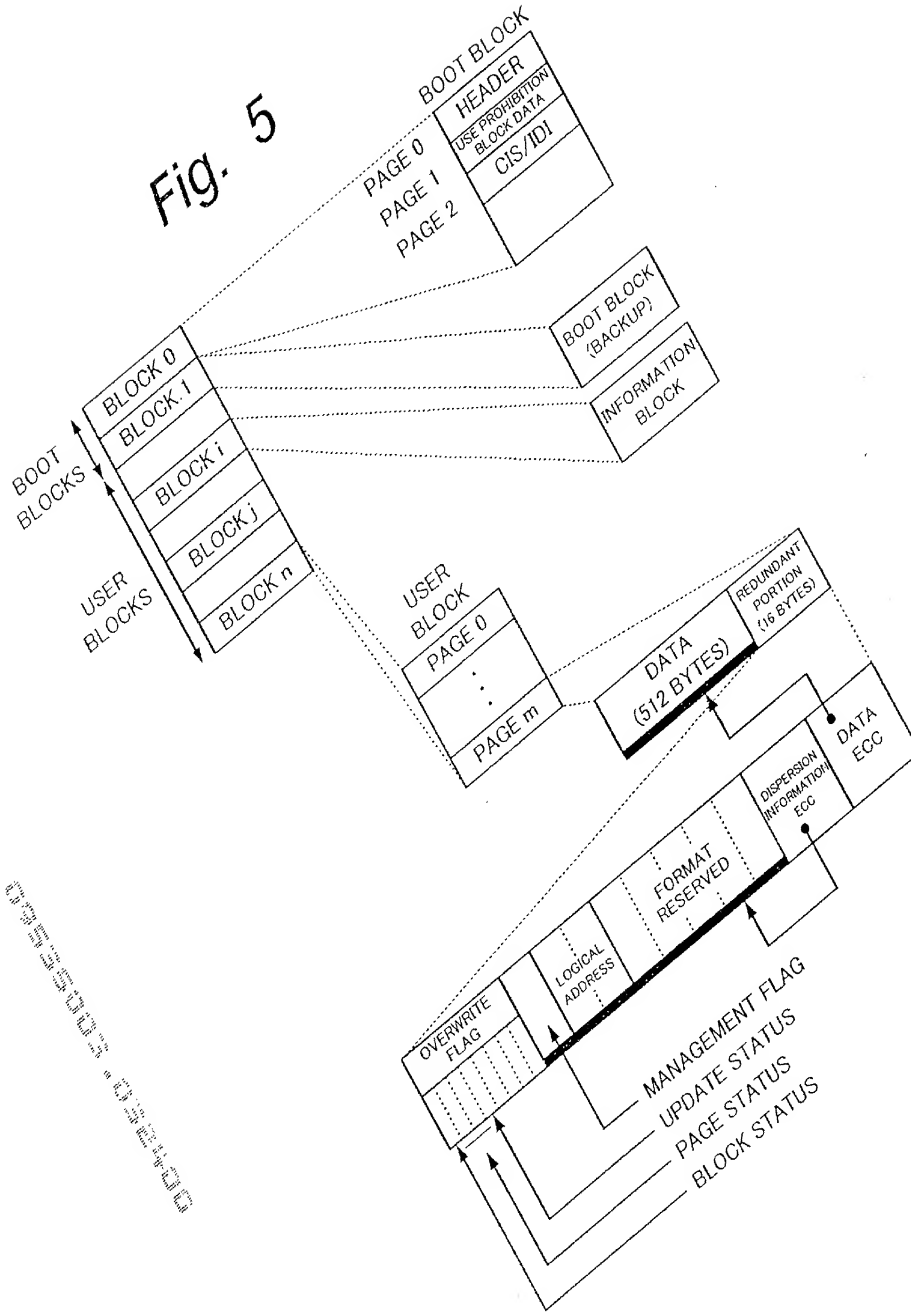 Fig. 5
BOOT BLOCK
HEADER
USE PROHIBITION
BLOCK DATA
CIS/IDI
PAGE 0
PAGE 1
PAGE 2
BLOCK 0
BLOCK.1
BLOCK i
BLOCK j
BLOCK n
BOOT
BLOCKS
USER
BLOCKS
BOOT BLOCK
(BACKUP)
INFORMATION
BLOCK
USER
BLOCK
PAGE 0
PAGE m
DATA
(512 BYTES)
REDUNDANT
PORTION
(16 BYTES)
OVERWRITE
FLAG
LOGICAL
ADDRESS
FORMAT
RESERVED
DISPERSION
INFORMATION
ECC
DATA
ECC
MANAGEMENT FLAG
UPDATE STATUS
PAGE STATUS
BLOCK STATUS